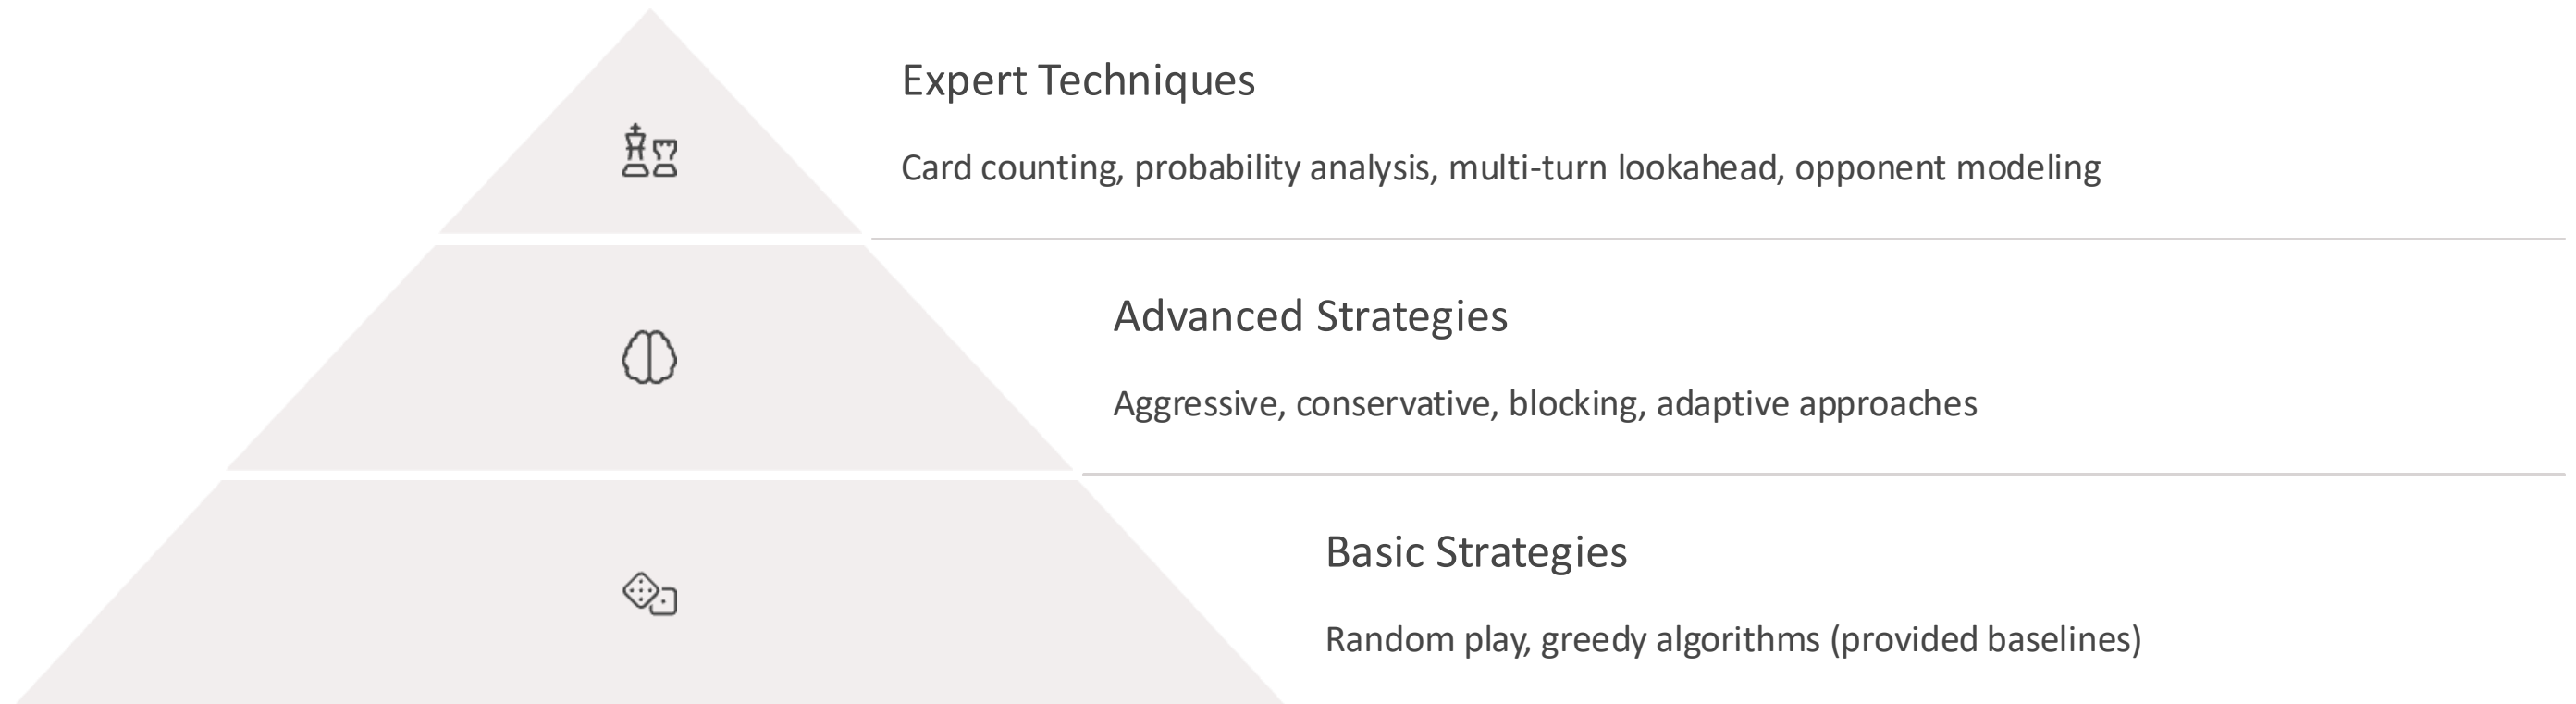 Expert Techniques
Card counting, probability analysis, multi-turn lookahead, opponent modeling
Advanced Strategies
Aggressive, conservative, blocking, adaptive approaches
Basic Strategies
Random play, greedy algorithms (provided baselines)